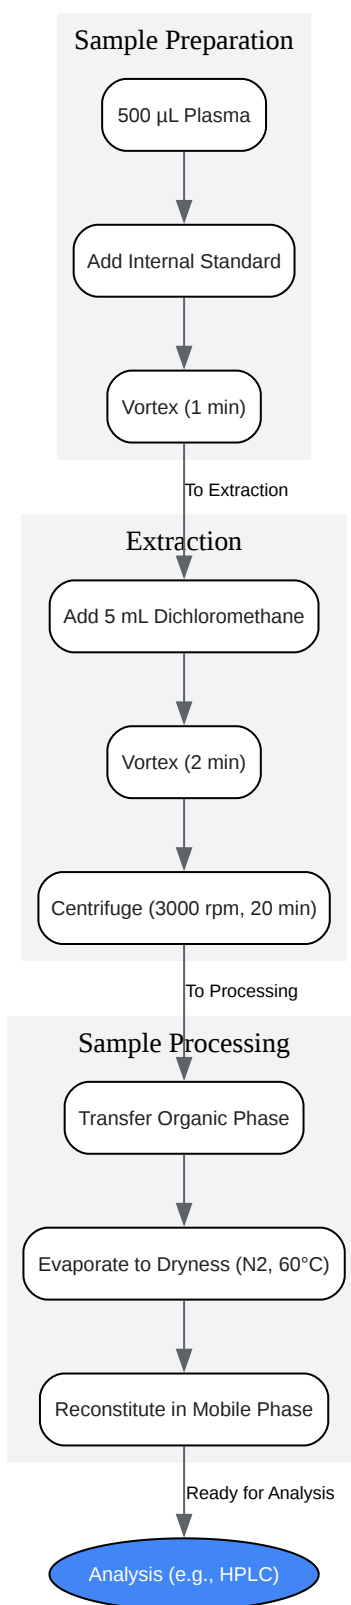 Sample Preparation
500 µL Plasma
Add Internal Standard
Vortex (1 min)
To Extraction
Extraction
Add 5 mL Dichloromethane
Vortex (2 min)
Centrifuge (3000 rpm, 20 min)
To Processing
Sample Processing
Transfer Organic Phase
Evaporate to Dryness (N2, 60°C)
Reconstitute in Mobile Phase
Ready for Analysis
Analysis (e.g., HPLC)